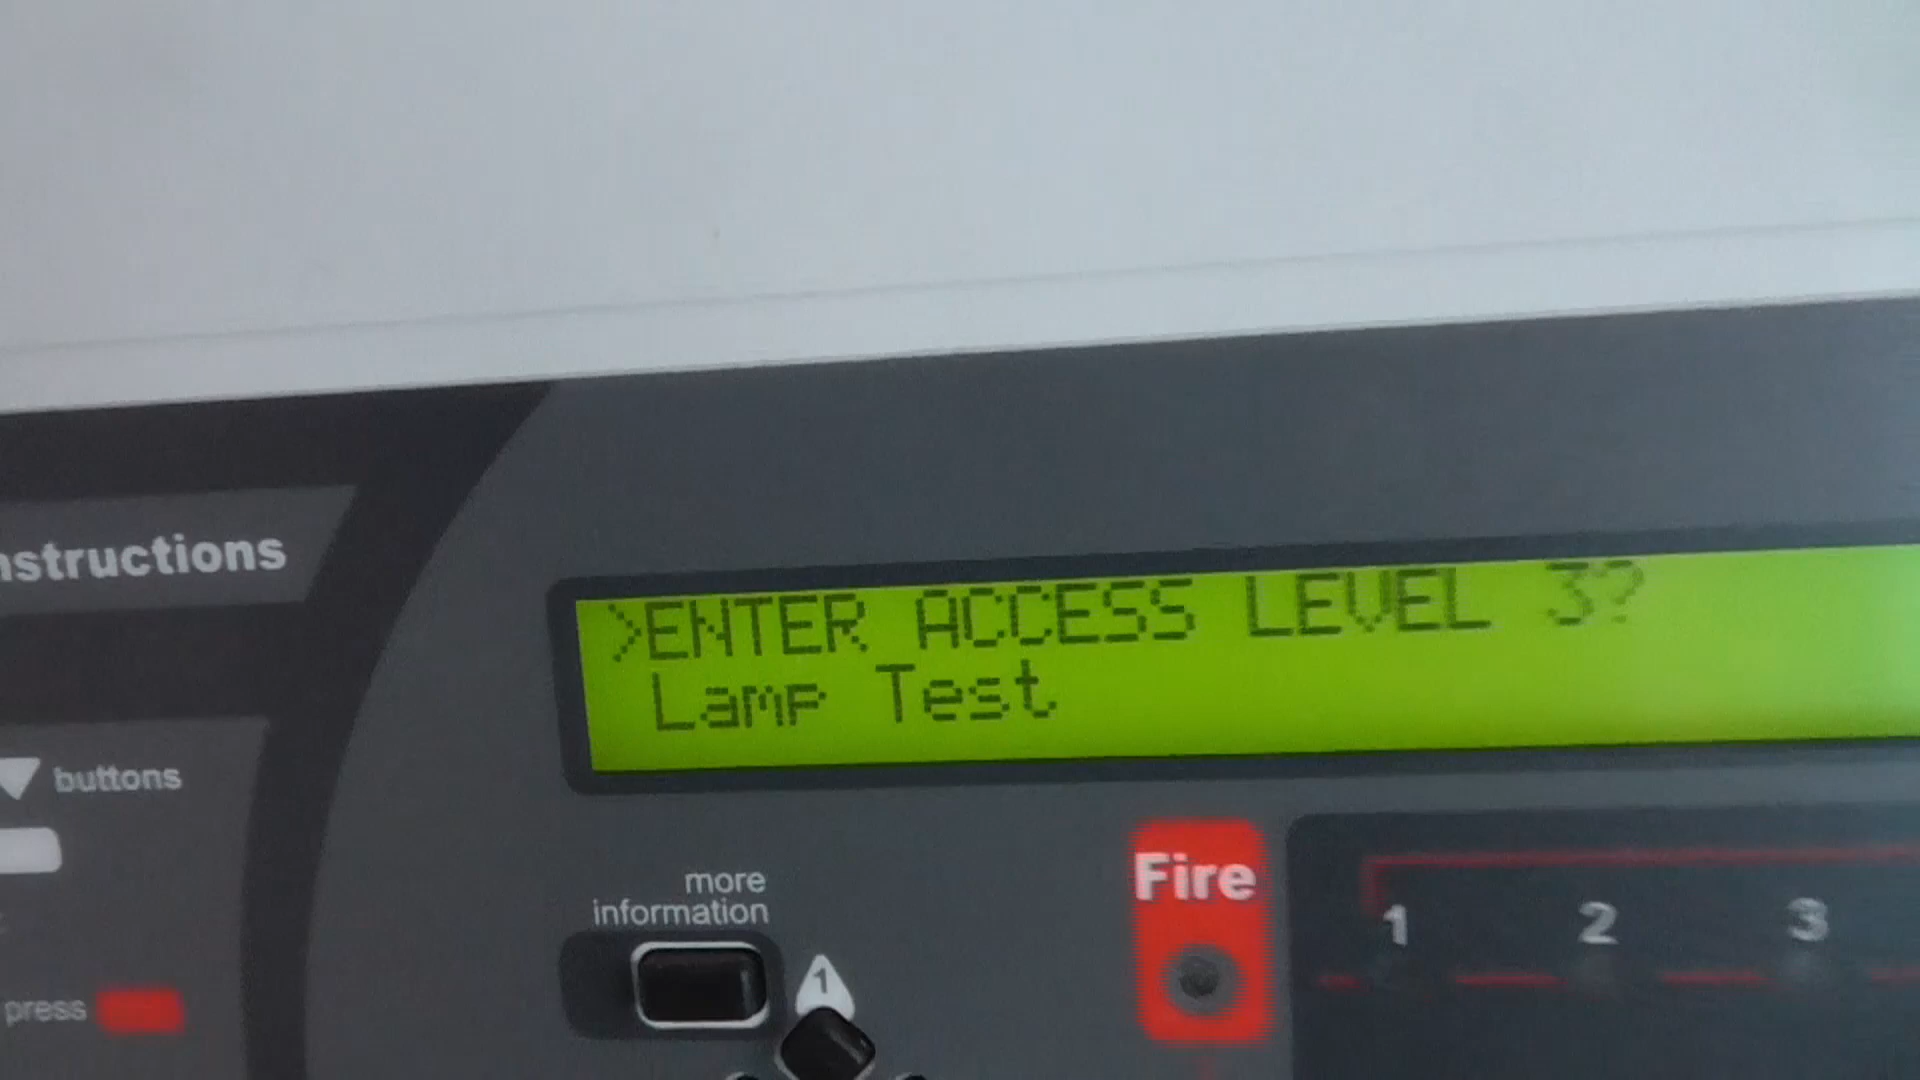 nstructions
>ENTER ACCESS LEVEL 3?
Lamp Test
buttons
press
more
information
1
Fire
1 2 3